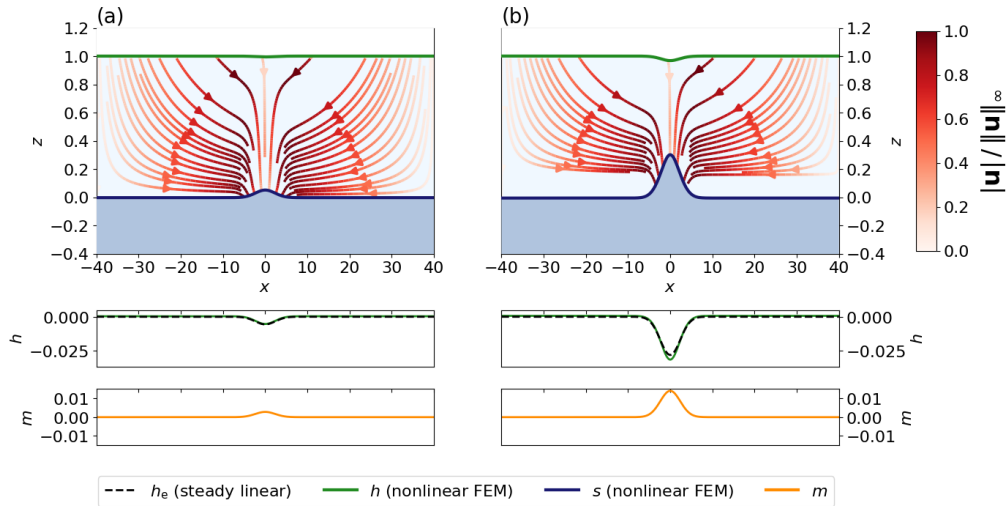 (a)
(b)
1.2
1.0
0.8
0.6
0.4
0.2
0.0
−0.2
−0.4
z
−40 −30 −20 −10 0 10 20 30 40
x
1.2
1.0
0.8
0.6
0.4
0.2
0.0
−0.2
−0.4
z
−40 −30 −20 −10 0 10 20 30 40
x
1.0
0.8
0.6
0.4
0.2
0.0
|u| / ||u||∞
0.000
−0.025
h
0.000
−0.025
h
0.01
0.00
−0.01
m
0.01
0.00
−0.01
m
hₑ (steady linear) h (nonlinear FEM) s (nonlinear FEM) m